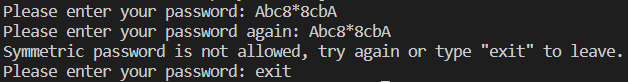 Please enter your password: Abc8*8cbA
Please enter your password again: Abc8*8cbA
Symmetric password is not allowed, try again or type "exit" to leave.
Please enter your password: exit